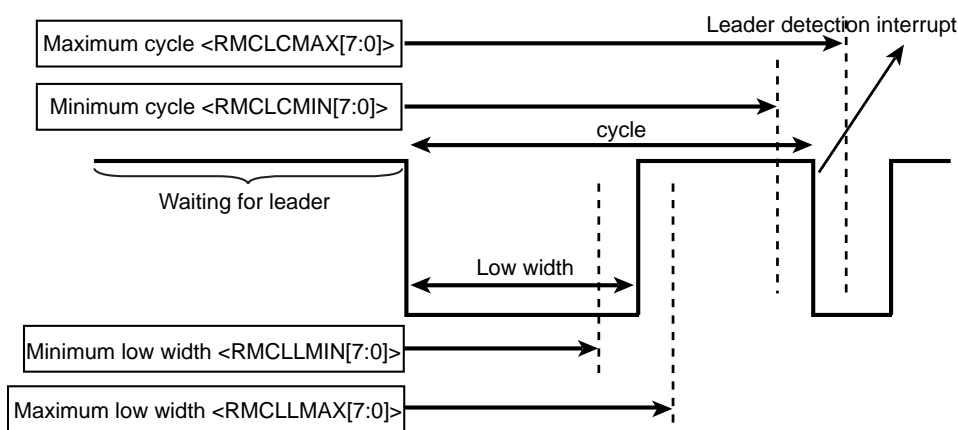 Leader detection interrupt
Maximum cycle <RMCLCMAX[7:0]>
Minimum cycle <RMCLCMIN[7:0]>
cycle
Waiting for leader
Low width
Minimum low width <RMCLLMIN[7:0]>
Maximum low width <RMCLLMAX[7:0]>